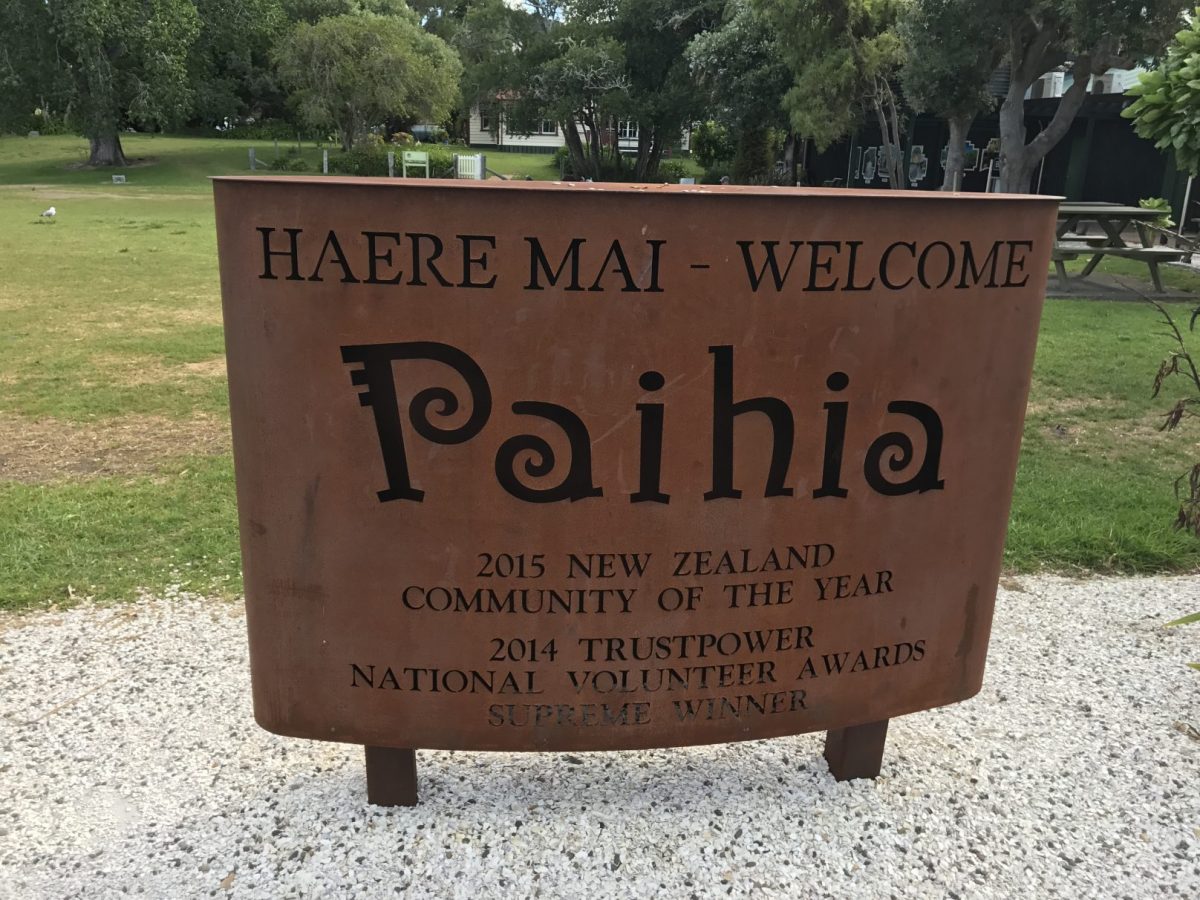 HAERE MAI - WELCOME
Paihia
2015 NEW ZEALAND
COMMUNITY OF THE YEAR
2014 TRUSTPOWER
NATIONAL VOLUNTEER AWARDS
SUPREME WINNER